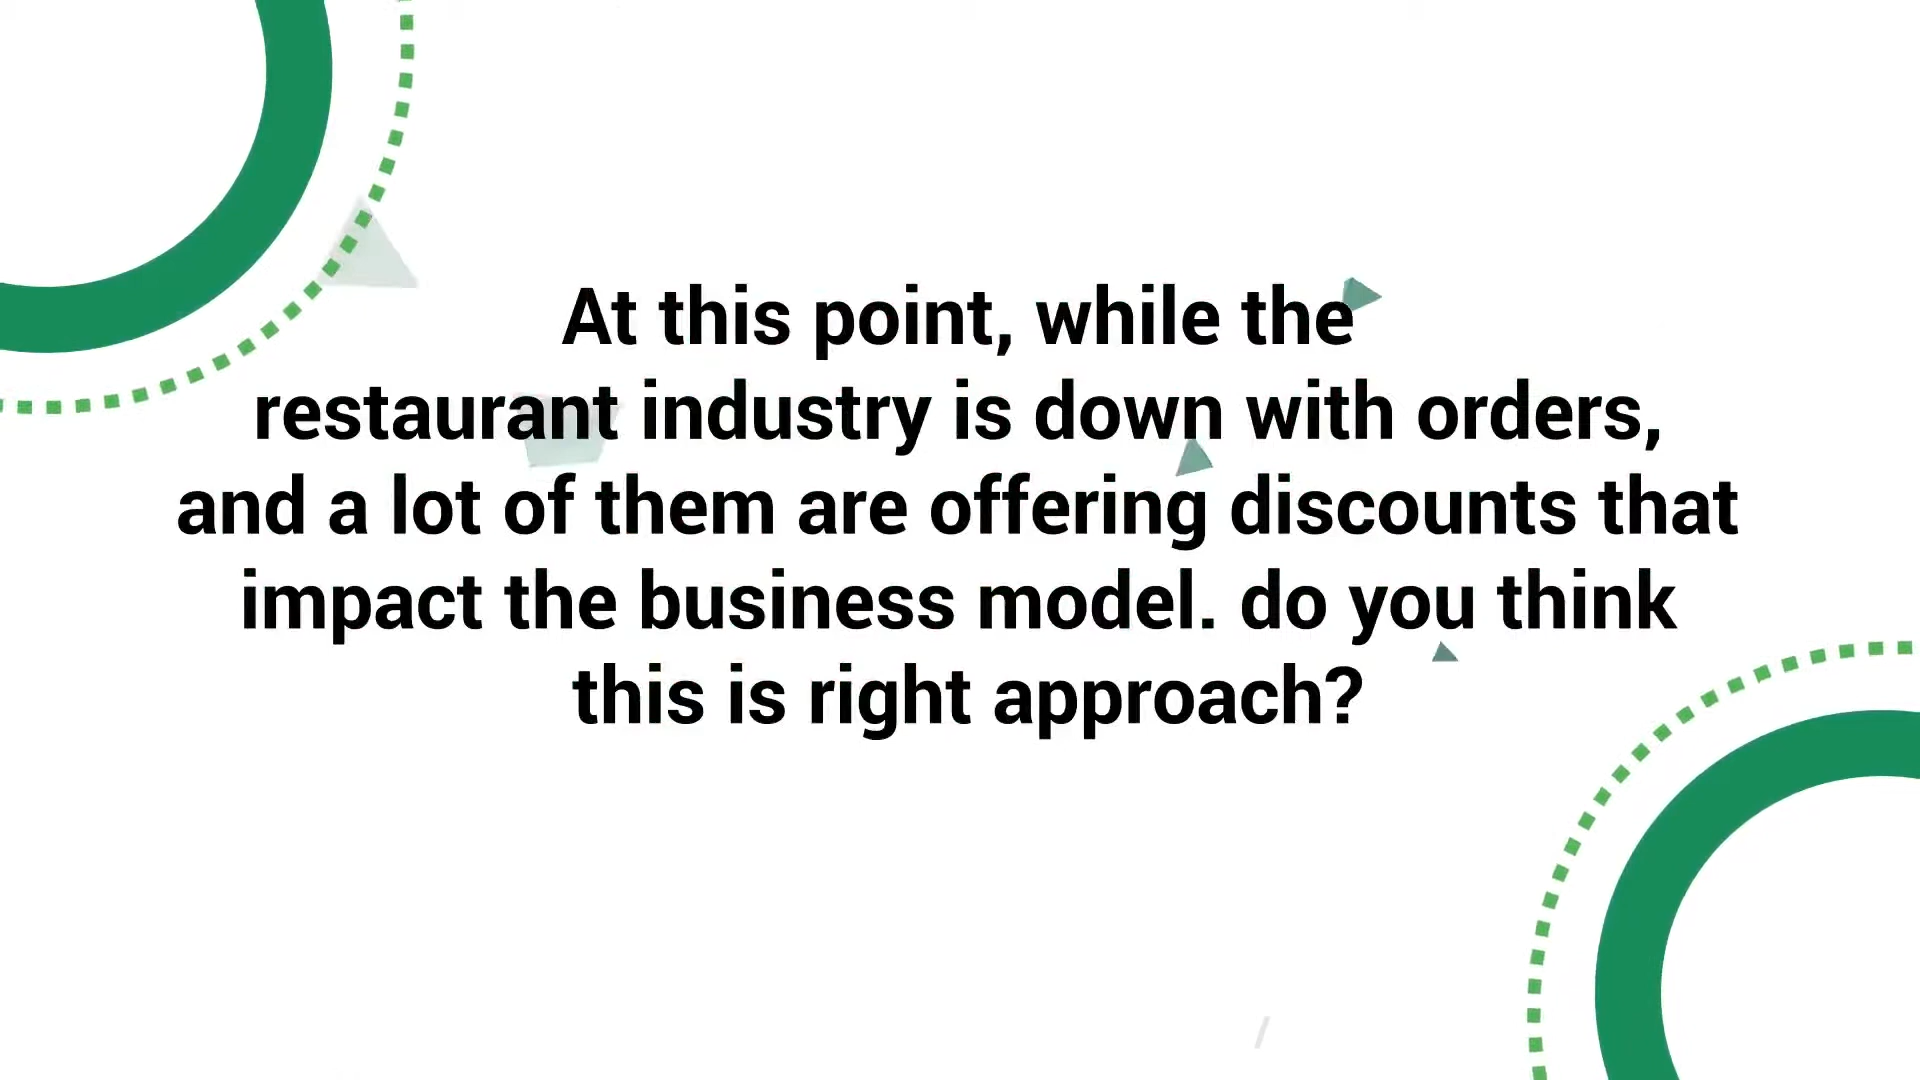 At this point, while the
restaurant industry is down with orders,
and a lot of them are offering discounts that
impact the business model. do you think
this is right approach?